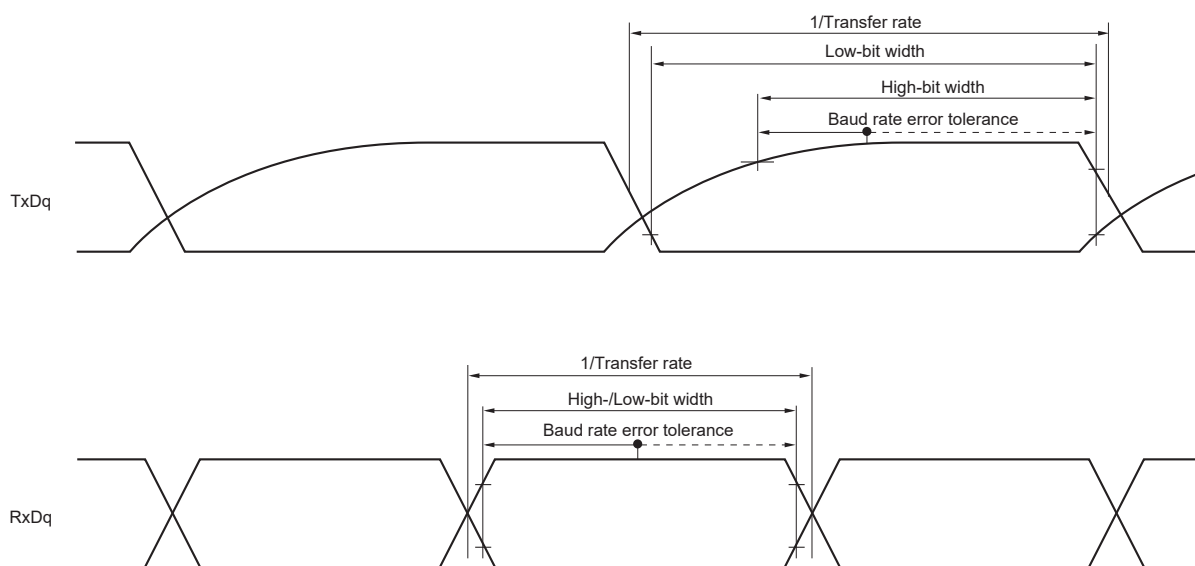 1/Transfer rate
Low-bit width
High-bit width
Baud rate error tolerance
TxDq
1/Transfer rate
High-/Low-bit width
Baud rate error tolerance
RxDq